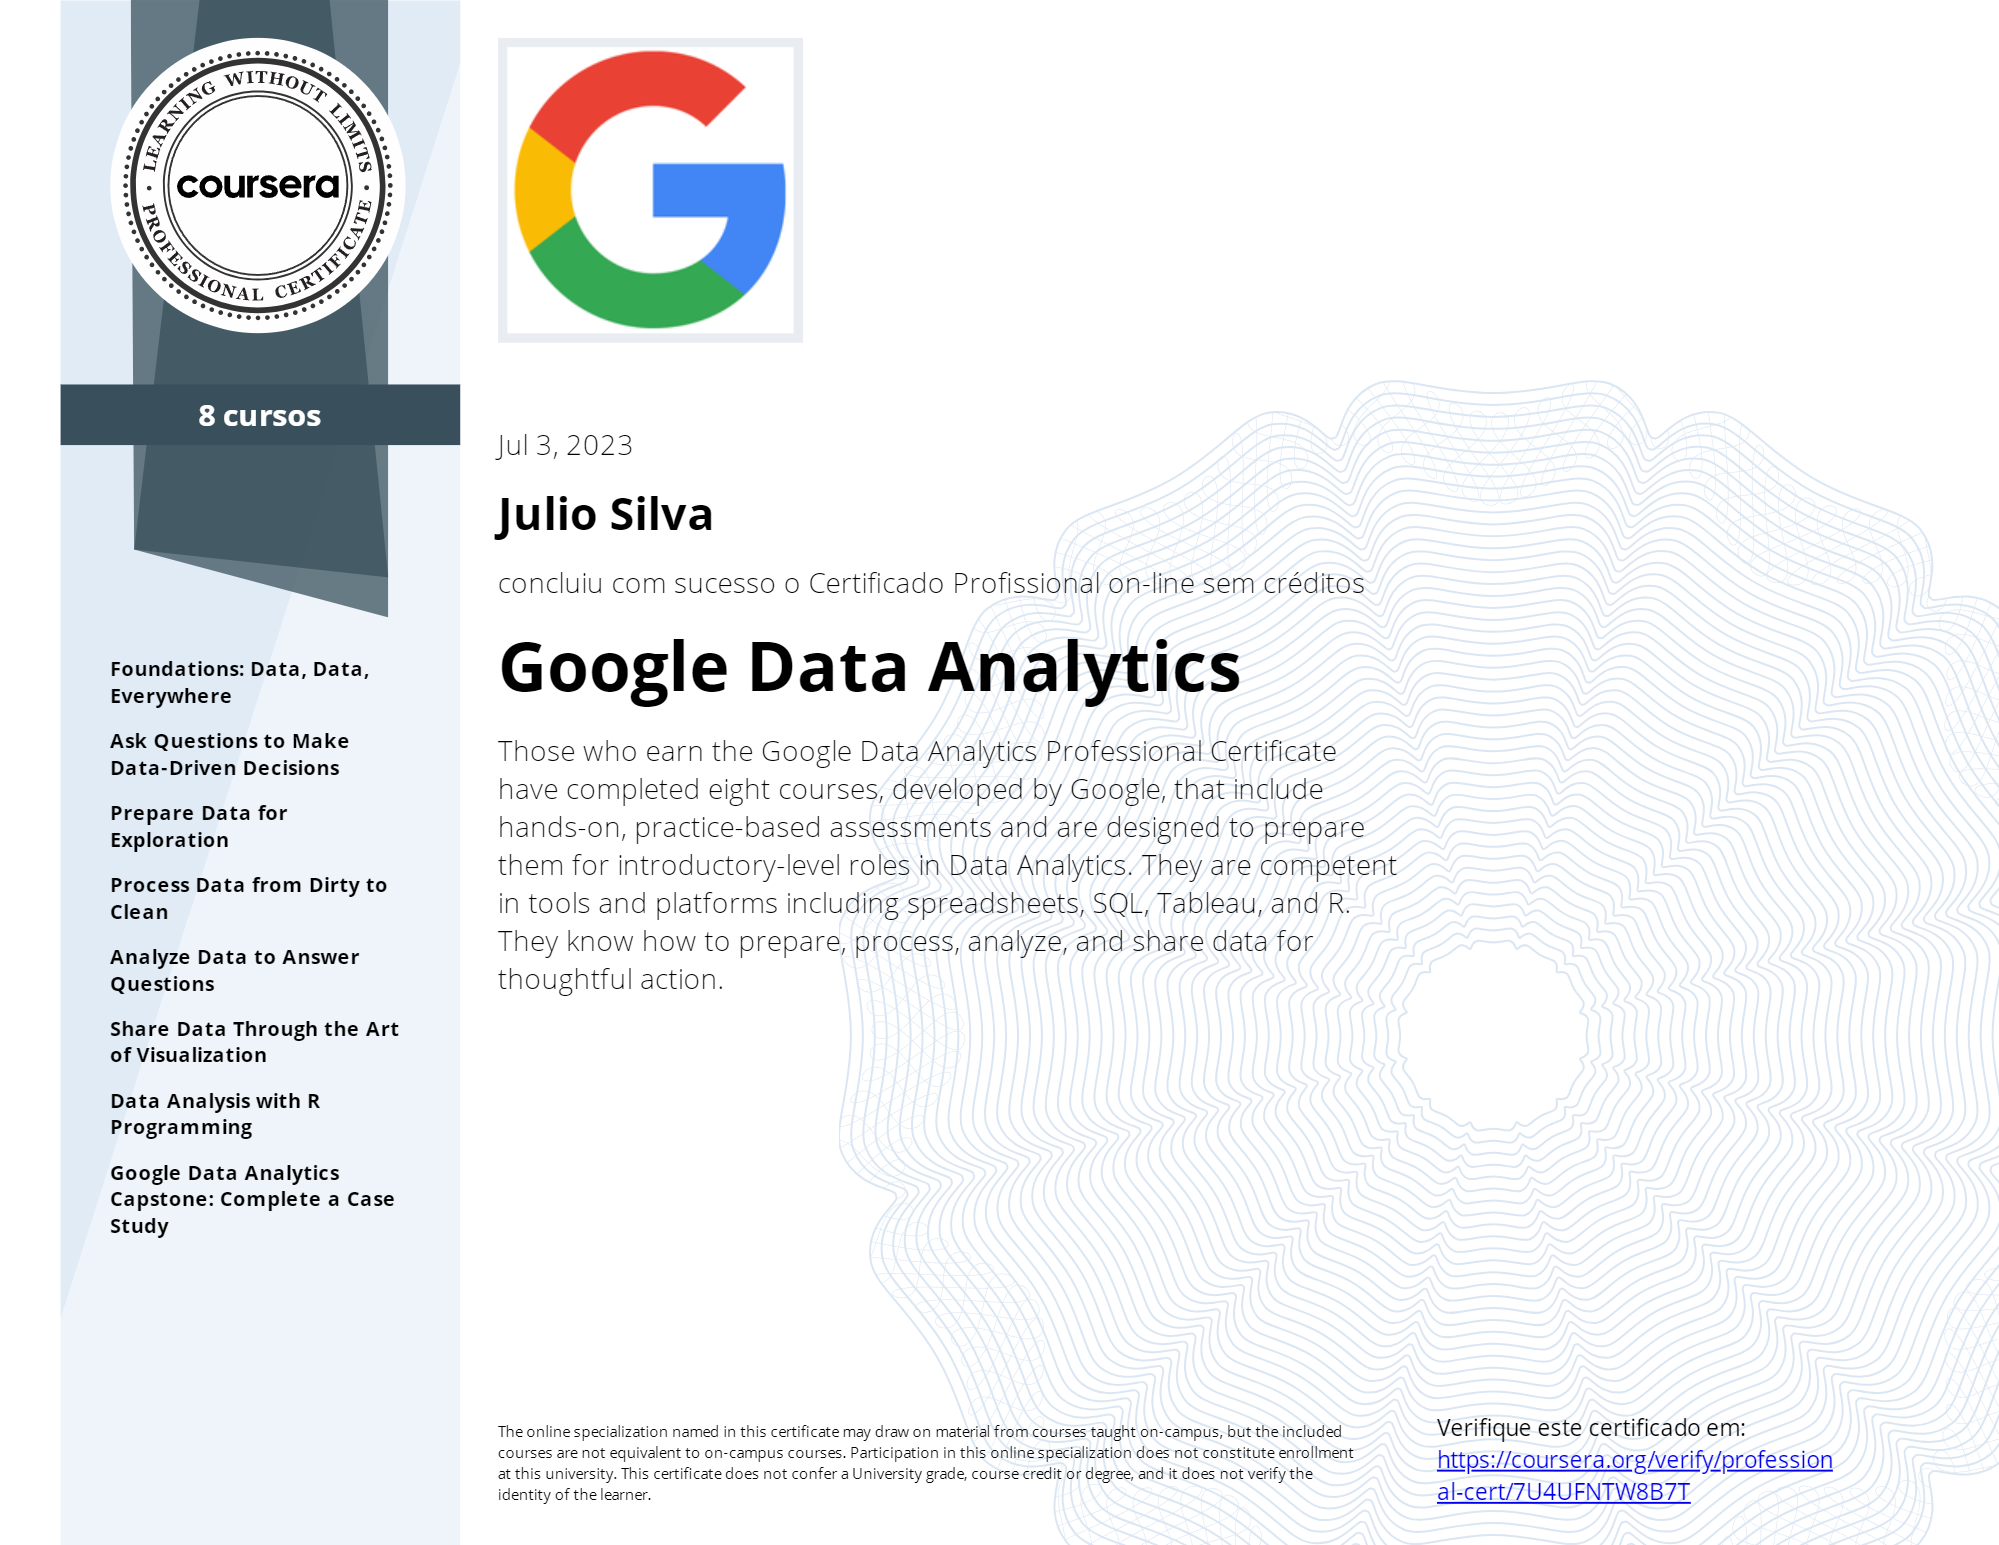 LEARNING WITHOUT LIMITS
coursera
PROFESSIONAL CERTIFICATE
8 cursos
Foundations: Data, Data,
Everywhere
Ask Questions to Make
Data-Driven Decisions
Prepare Data for
Exploration
Process Data from Dirty to
Clean
Analyze Data to Answer
Questions
Share Data Through the Art
of Visualization
Data Analysis with R
Programming
Google Data Analytics
Capstone: Complete a Case
Study
Jul 3, 2023
Julio Silva
concluiu com sucesso o Certificado Profissional on-line sem créditos
Google Data Analytics
Those who earn the Google Data Analytics Professional Certificate
have completed eight courses, developed by Google, that include
hands-on, practice-based assessments and are designed to prepare
them for introductory-level roles in Data Analytics. They are competent
in tools and platforms including spreadsheets, SQL, Tableau, and R.
They know how to prepare, process, analyze, and share data for
thoughtful action.
The online specialization named in this certificate may draw on material from courses taught on-campus, but the included
courses are not equivalent to on-campus courses. Participation in this online specialization does not constitute enrollment
at this university. This certificate does not confer a University grade, course credit or degree, and it does not verify the
identity of the learner.
Verifique este certificado em:
https://coursera.org/verify/profession
al-cert/7U4UFNTW8B7T